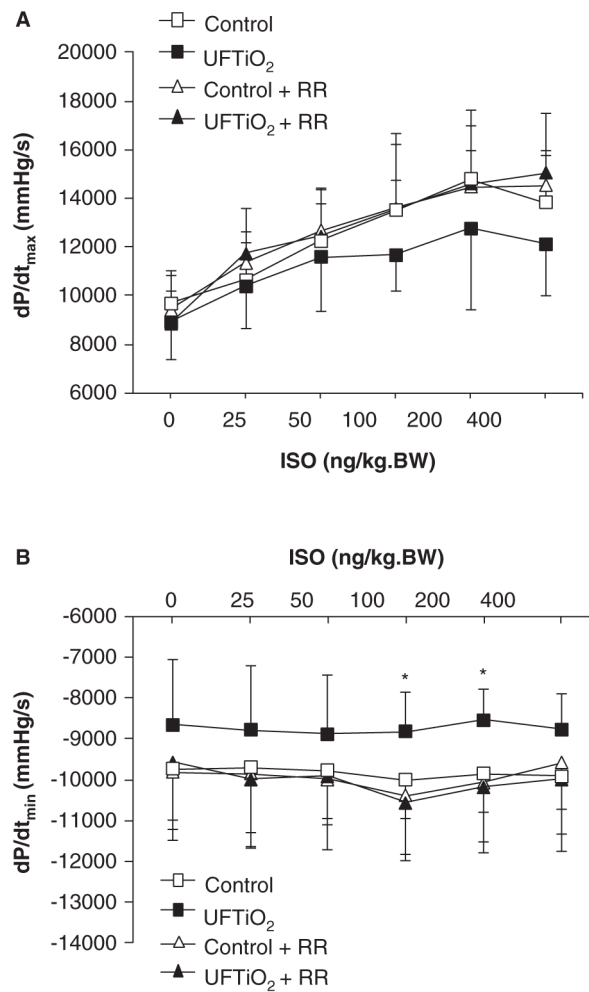 A
Control
UFTiO2
Control + RR
UFTiO2 + RR
20000
18000
16000
14000
12000
10000
8000
6000
dP/dtmax (mmHg/s)
0 25 50 100 200 400
ISO (ng/kg.BW)
B
ISO (ng/kg.BW)
0 25 50 100 200 400
-6000
-7000
-8000
-9000
-10000
-11000
-12000
-13000
-14000
dP/dtmin (mmHg/s)
* *
Control
UFTiO2
Control + RR
UFTiO2 + RR